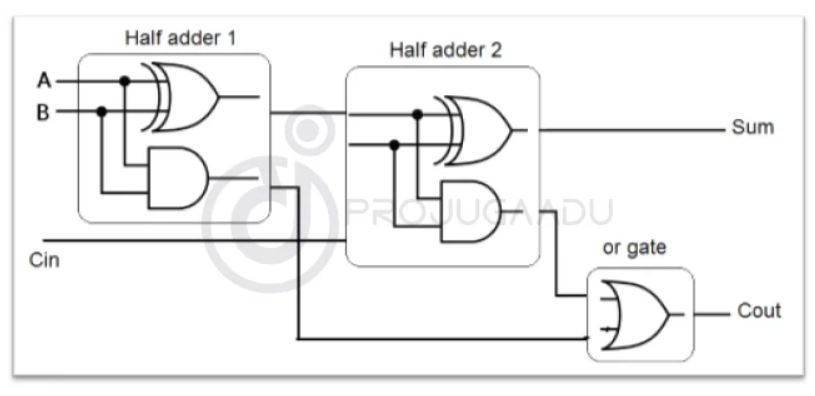 Half adder 1
Half adder 2
A
B
Sum
PROJUGAADU
or gate
Cin
Cout